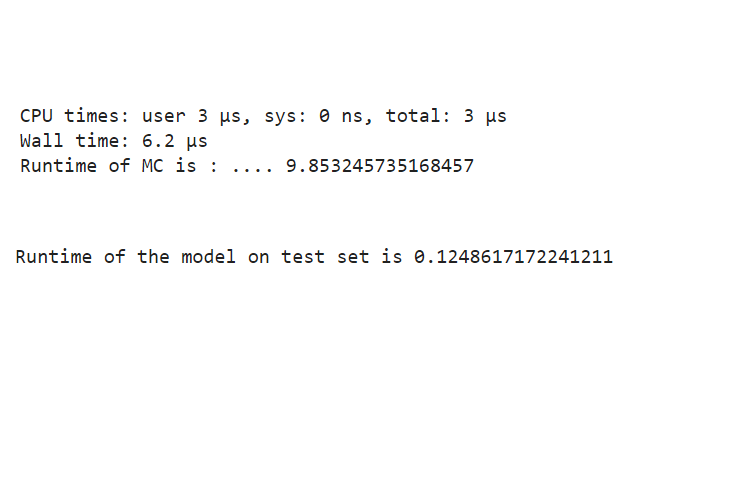 CPU times: user 3 µs, sys: 0 ns, total: 3 µs
Wall time: 6.2 µs
Runtime of MC is : .... 9.853245735168457
Runtime of the model on test set is 0.1248617172241211